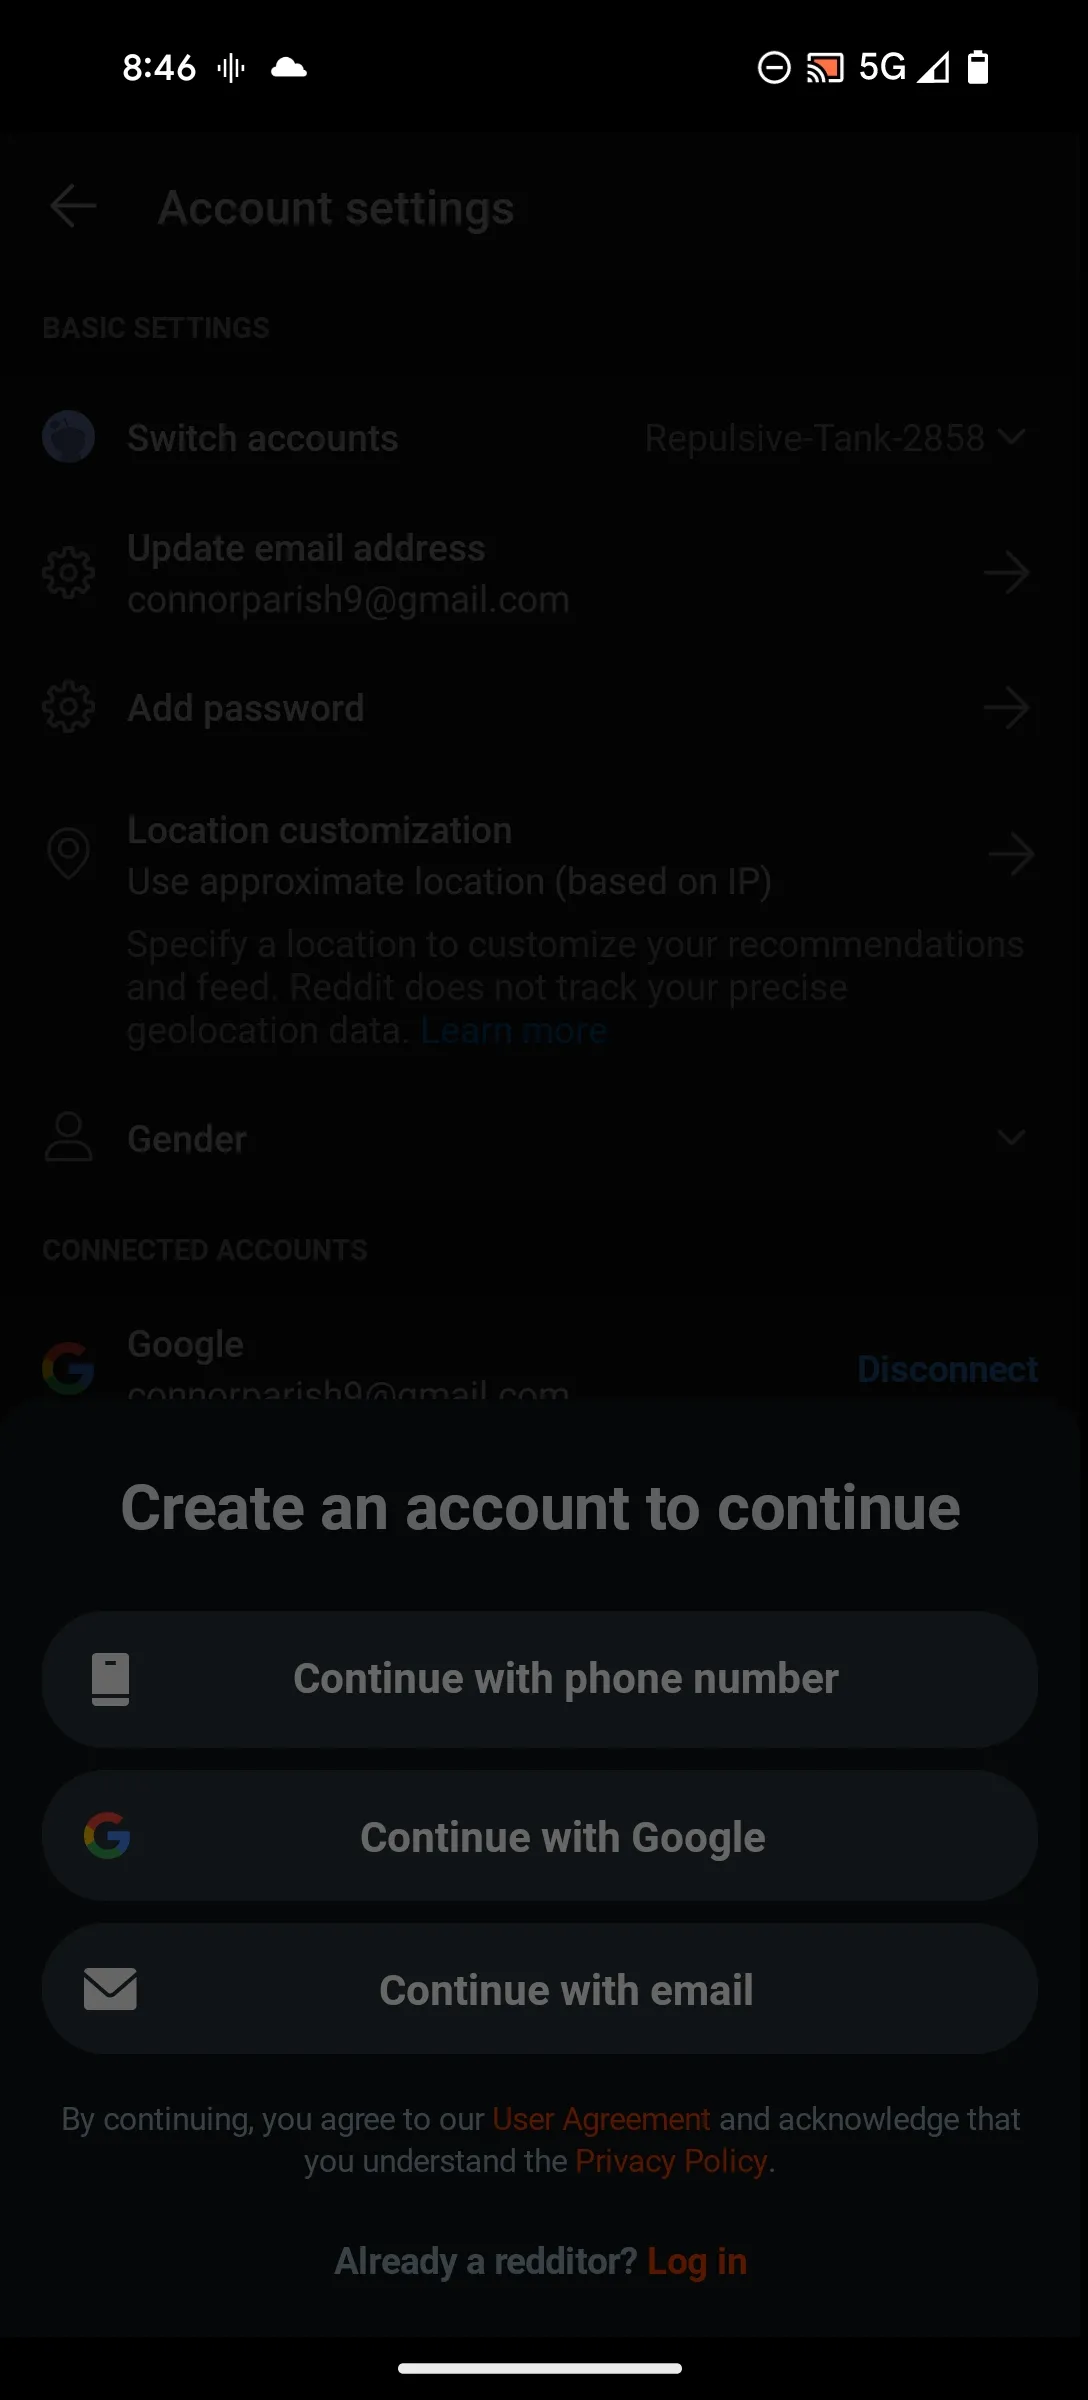 8:46 5G
Account settings
BASIC SETTINGS
Switch accounts Repulsive-Tank-2858
Update email address
connorparish9@gmail.com
Add password
Location customization
Use approximate location (based on IP)
Specify a location to customize your recommendations
and feed. Reddit does not track your precise
geolocation data. Learn more
Gender
CONNECTED ACCOUNTS
Google Disconnect
connorparish9@gmail.com
Create an account to continue
Continue with phone number
Continue with Google
Continue with email
By continuing, you agree to our User Agreement and acknowledge that
you understand the Privacy Policy.
Already a redditor? Log in